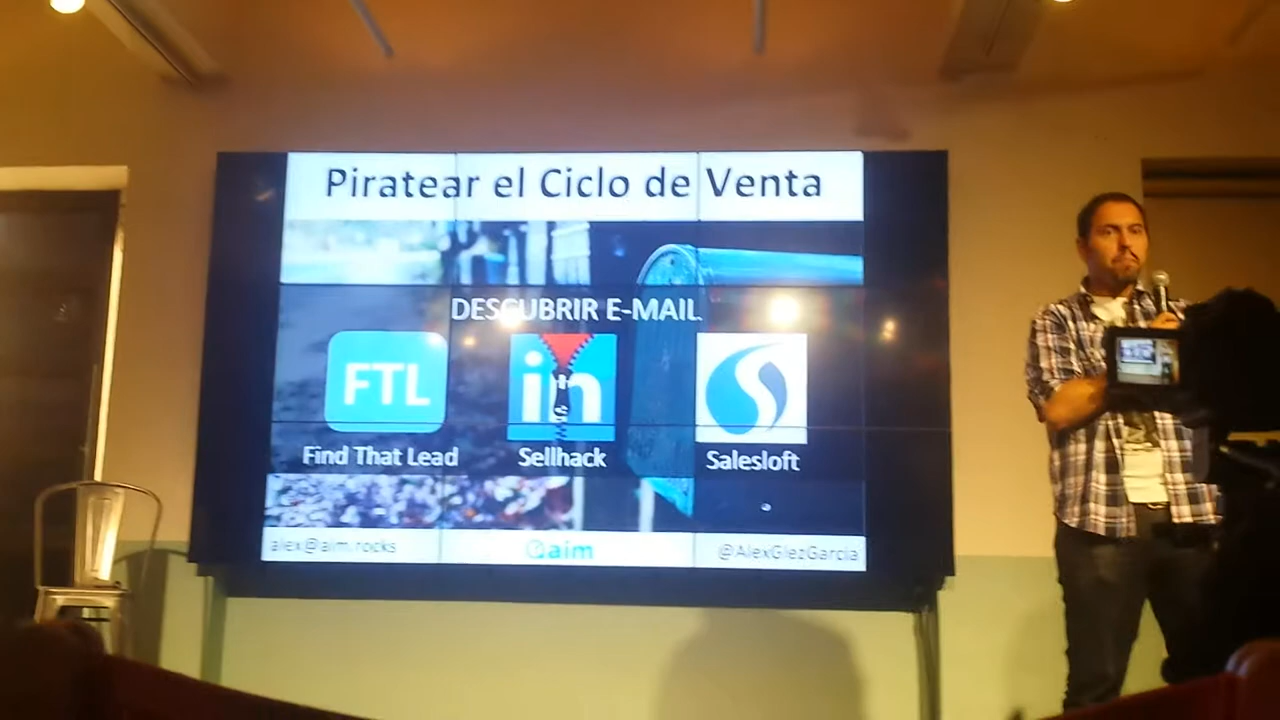 Piratear el Ciclo de Venta
DESCUBRIR E-MAIL
FTL
in
Find That Lead
Sellhack
Salesloft
alex@aim.rocks
aim
@AlexGlezGarcia